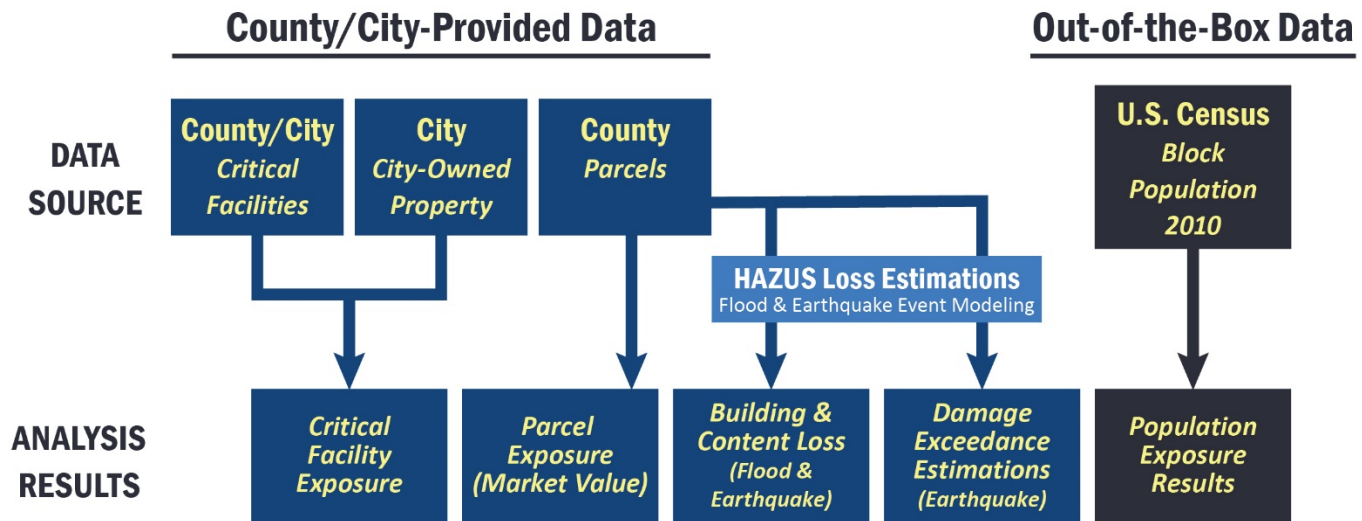 County/City-Provided Data
Out-of-the-Box Data
DATA
SOURCE
County/City
Critical
Facilities
City
City-Owned
Property
County
Parcels
U.S. Census
Block
Population
2010
HAZUS Loss Estimations
Flood & Earthquake Event Modeling
ANALYSIS
RESULTS
Critical
Facility
Exposure
Parcel
Exposure
(Market Value)
Building &
Content Loss
(Flood &
Earthquake)
Damage
Exceedance
Estimations
(Earthquake)
Population
Exposure
Results